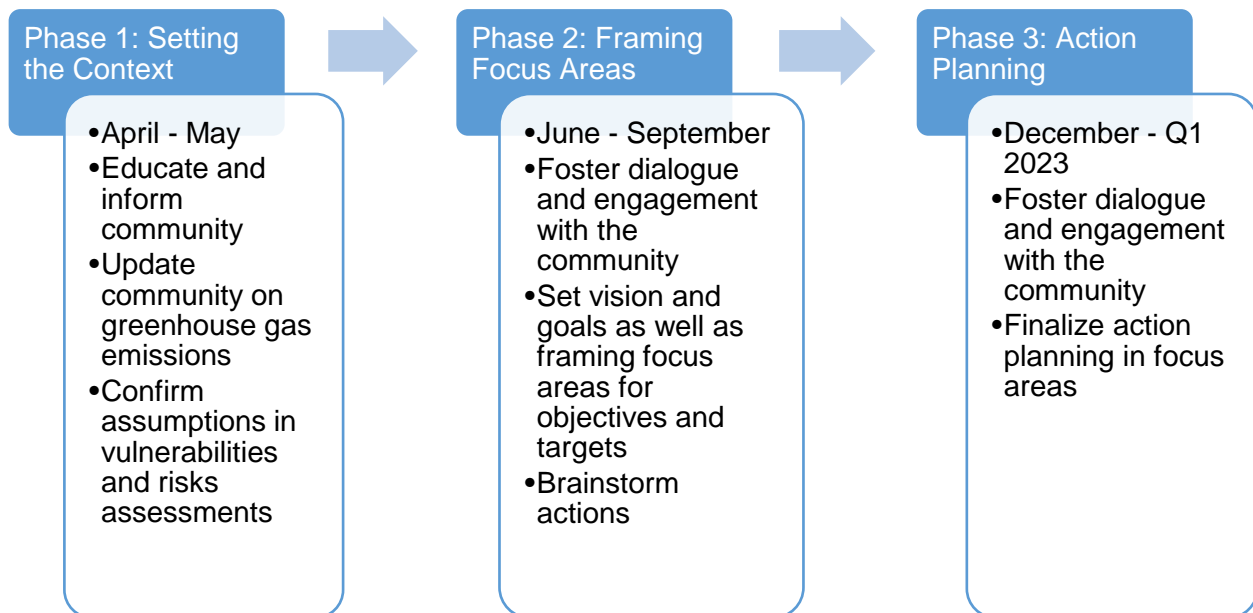 Phase 1: Setting
the Context
•April - May
•Educate and
inform
community
•Update
community on
greenhouse gas
emissions
•Confirm
assumptions in
vulnerabilities
and risks
assessments
Phase 2: Framing
Focus Areas
•June - September
•Foster dialogue
and engagement
with the
community
•Set vision and
goals as well as
framing focus
areas for
objectives and
targets
•Brainstorm
actions
Phase 3: Action
Planning
•December - Q1
2023
•Foster dialogue
and engagement
with the
community
•Finalize action
planning in focus
areas